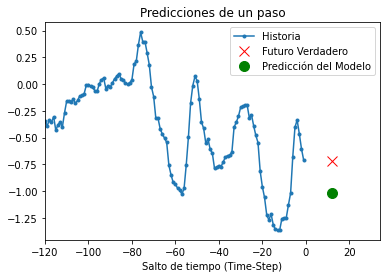 Predicciones de un paso
Historia
Futuro Verdadero
Predicción del Modelo
0.50
0.25
0.00
−0.25
−0.50
−0.75
−1.00
−1.25
−120 −100 −80 −60 −40 −20 0 20
Salto de tiempo (Time-Step)